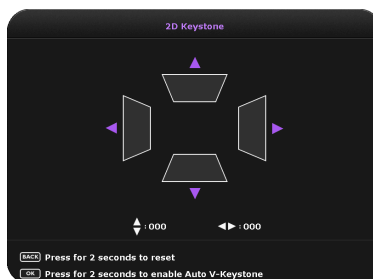 2D Keystone
: 000 : 000
BACK Press for 2 seconds to reset
OK Press for 2 seconds to enable Auto V-Keystone